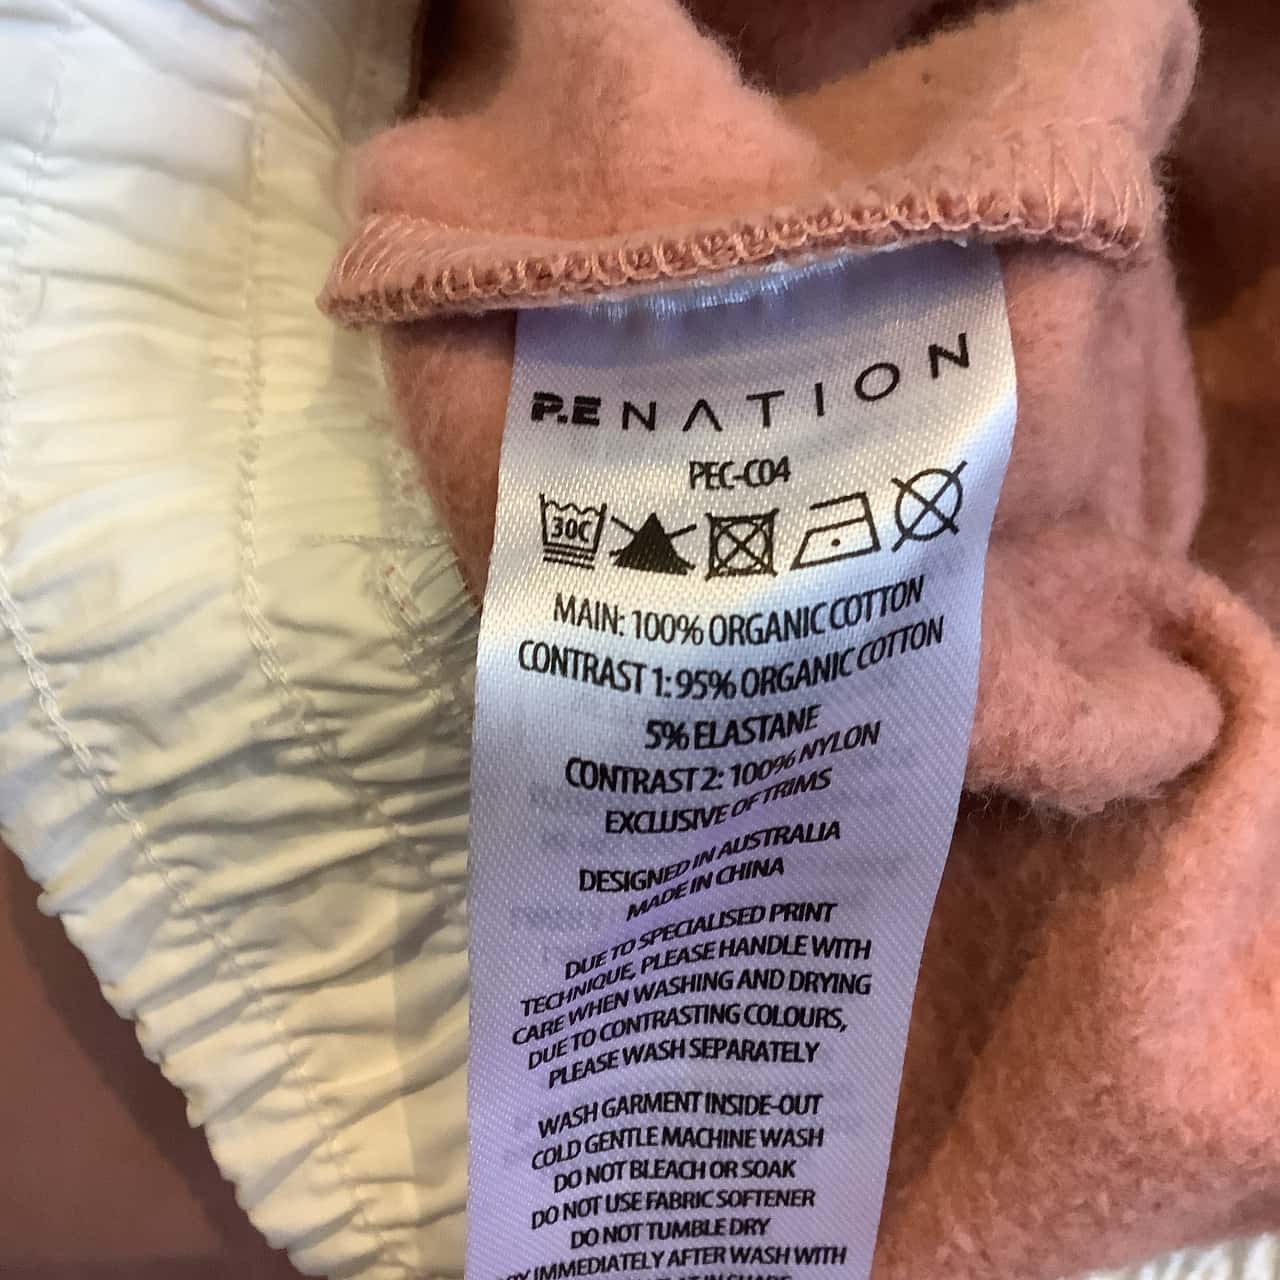 P.E NATION
PEC-C04
30C
MAIN: 100% ORGANIC COTTON
CONTRAST 1: 95% ORGANIC COTTON
5% ELASTANE
CONTRAST 2: 100% NYLON
EXCLUSIVE OF TRIMS
DESIGNED IN AUSTRALIA
MADE IN CHINA
DUE TO SPECIALISED PRINT
TECHNIQUE, PLEASE HANDLE WITH
CARE WHEN WASHING AND DRYING
DUE TO CONTRASTING COLOURS,
PLEASE WASH SEPARATELY
WASH GARMENT INSIDE-OUT
COLD GENTLE MACHINE WASH
DO NOT BLEACH OR SOAK
DO NOT USE FABRIC SOFTENER
DO NOT TUMBLE DRY
IMMEDIATELY AFTER WASH WITH